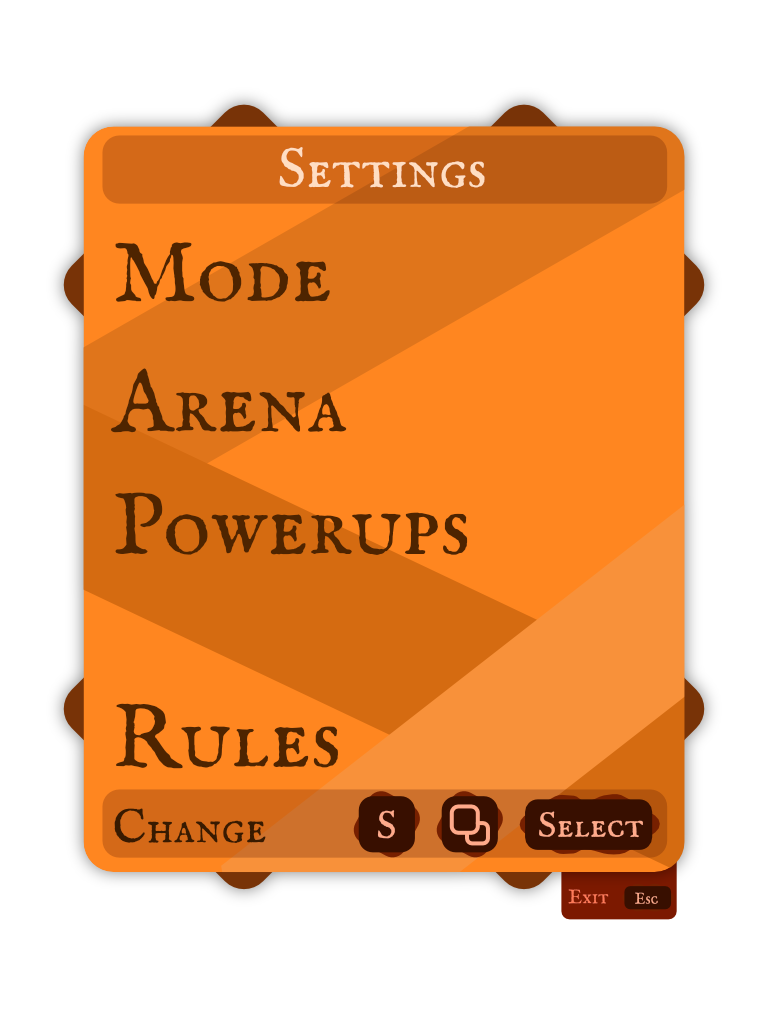 Settings
Mode
Arena
Powerups
Rules
Change S Select
Exit Esc